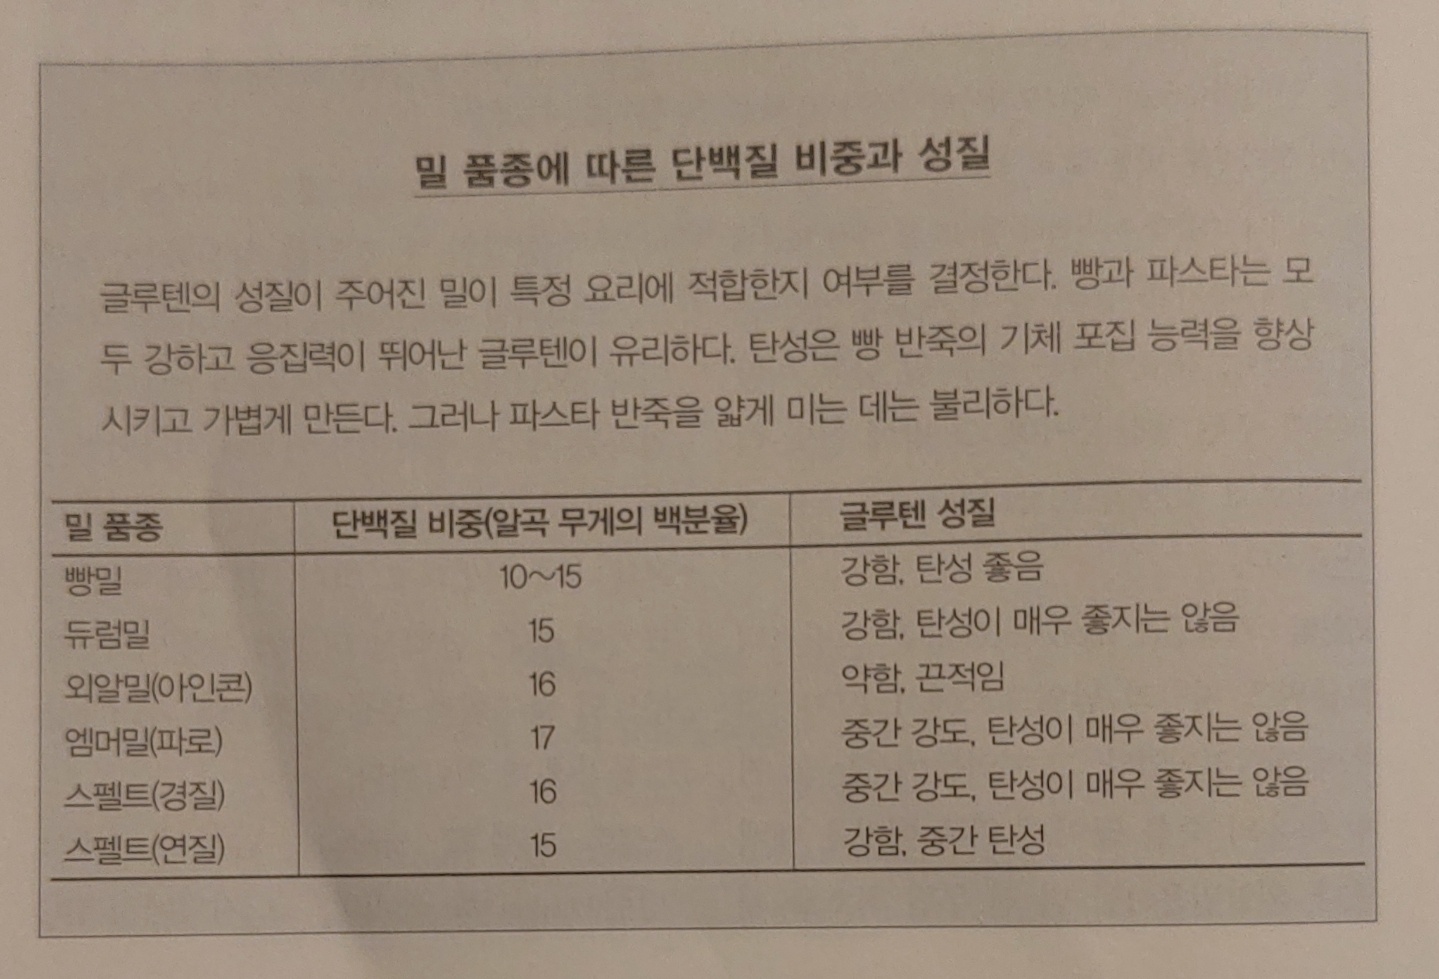 밀 품종에 따른 단백질 비중과 성질
글루텐의 성질이 주어진 밀이 특정 요리에 적합한지 여부를 결정한다. 빵과 파스타는 모
두 강하고 응집력이 뛰어난 글루텐이 유리하다. 탄성은 빵 반죽의 기체 포집 능력을 향상
시키고 가볍게 만든다. 그러나 파스타 반죽을 얇게 미는 데는 불리하다.
밀 품종 단백질 비중(알곡 무게의 백분율) 글루텐 성질
빵밀 10~15 강함, 탄성 좋음
듀럼밀 15 강함, 탄성이 매우 좋지는 않음
외알밀(아인콘) 16 약함, 끈적임
엠머밀(파로) 17 중간 강도, 탄성이 매우 좋지는 않음
스펠트(경질) 16 중간 강도, 탄성이 매우 좋지는 않음
스펠트(연질) 15 강함, 중간 탄성